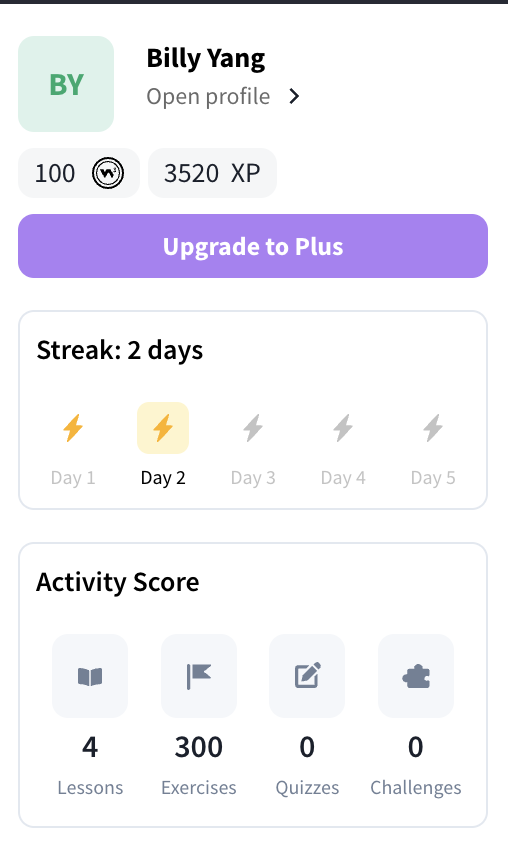 BY
Billy Yang
Open profile
100
3520 XP
Upgrade to Plus
Streak: 2 days
Day 1 Day 2 Day 3 Day 4 Day 5
Activity Score
4 300 0 0
Lessons Exercises Quizzes Challenges